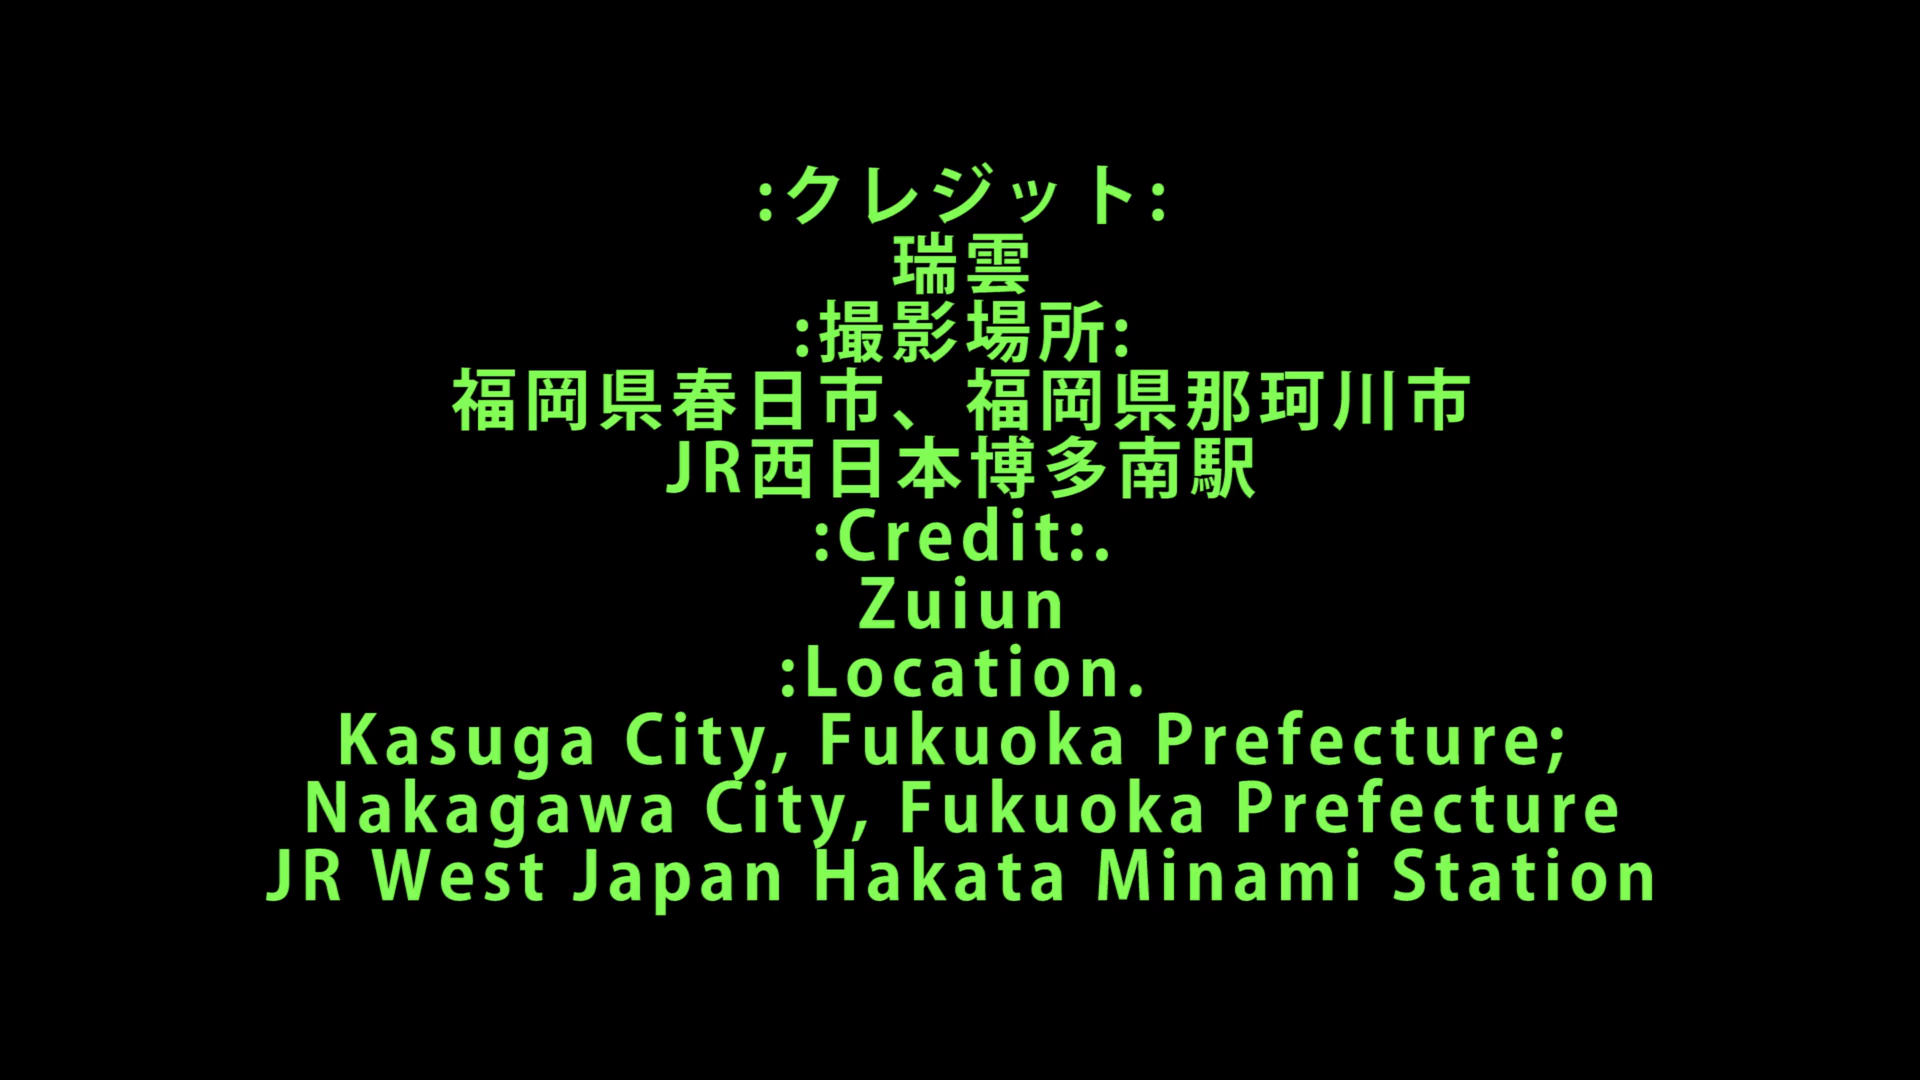 :クレジット:
瑞雲
:撮影場所:
福岡県春日市、福岡県那珂川市
JR西日本博多南駅
:Credit:.
Zuiun
:Location.
Kasuga City, Fukuoka Prefecture;
Nakagawa City, Fukuoka Prefecture
JR West Japan Hakata Minami Station